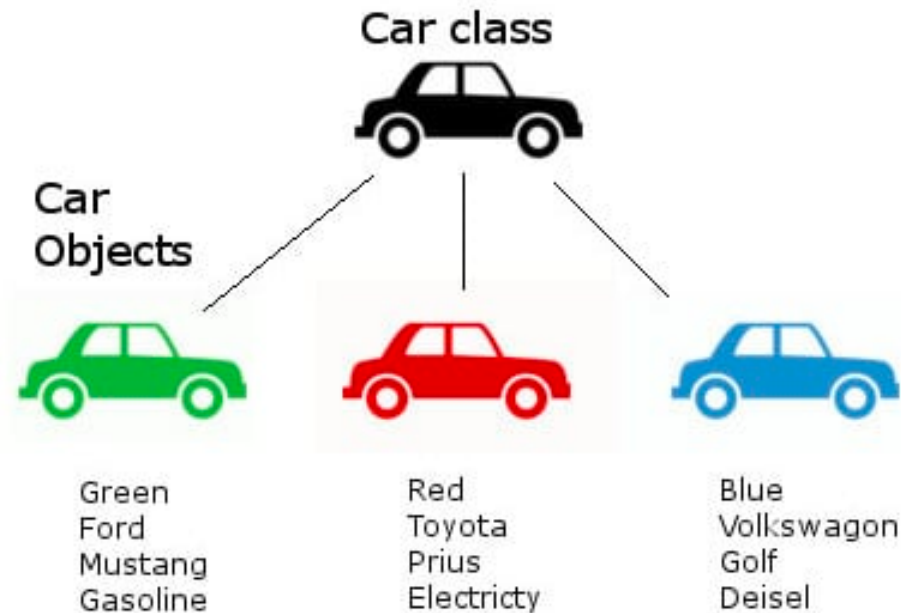 Car class
Car
Objects
Green
Ford
Mustang
Gasoline
Red
Toyota
Prius
Electricty
Blue
Volkswagon
Golf
Deisel